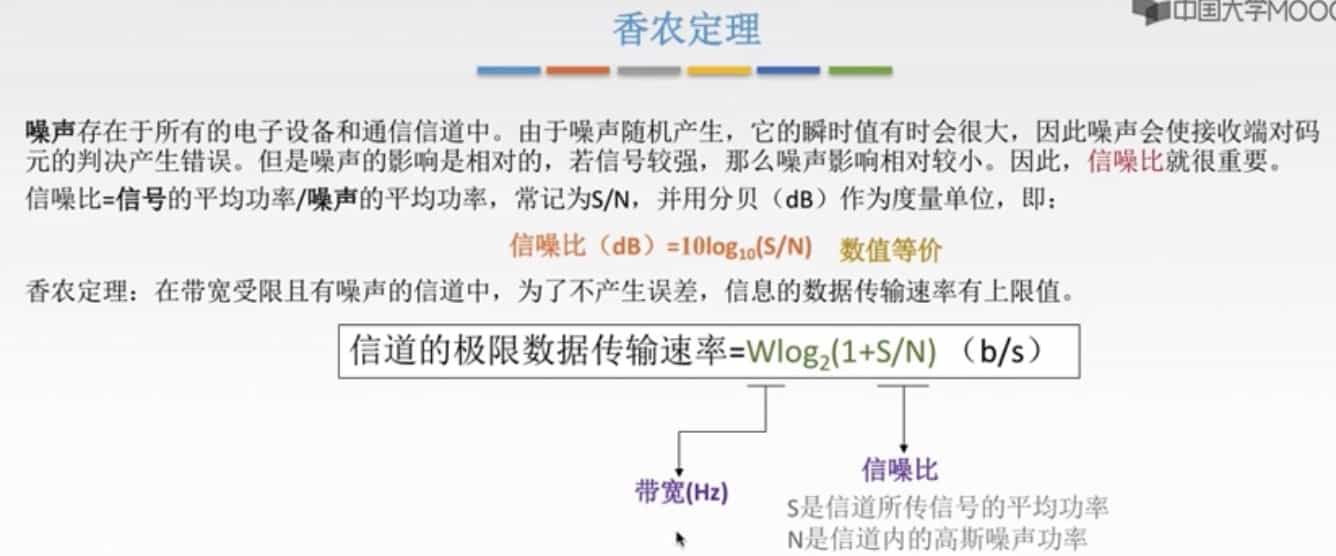 中国大学MOOC
香农定理
噪声存在于所有的电子设备和通信信道中。由于噪声随机产生，它的瞬时值有时会很大，因此噪声会使接收端对码
元的判决产生错误。但是噪声的影响是相对的，若信号较强，那么噪声影响相对较小。因此，信噪比就很重要。
信噪比=信号的平均功率/噪声的平均功率，常记为S/N，并用分贝（dB）作为度量单位，即：
信噪比（dB）=10log₁₀(S/N) 数值等价
香农定理：在带宽受限且有噪声的信道中，为了不产生误差，信息的数据传输速率有上限值。
信道的极限数据传输速率=Wlog₂(1+S/N)（b/s）
信噪比
带宽(Hz)
S是信道所传信号的平均功率
N是信道内的高斯噪声功率